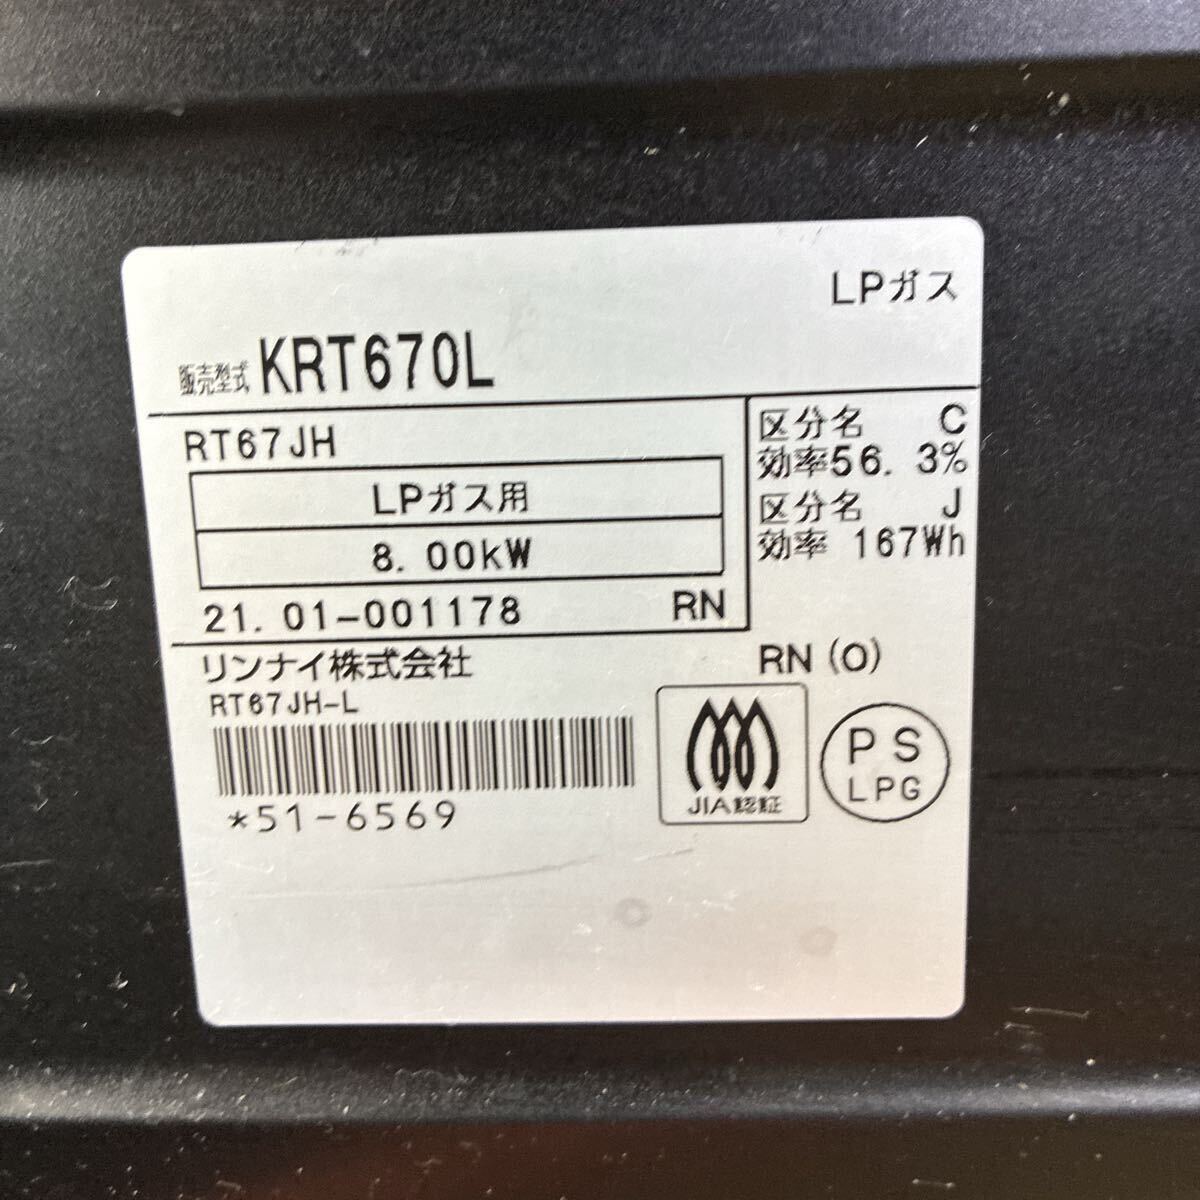 LPガス
販売型式 KRT670L
RT67JH
LPガス用
8.00kW
21.01-001178 RN
区分名 C
効率56.3%
区分名 J
効率 167Wh
リンナイ株式会社
RN(O)
RT67JH-L
*51-6569
JIA認証
PS
LPG